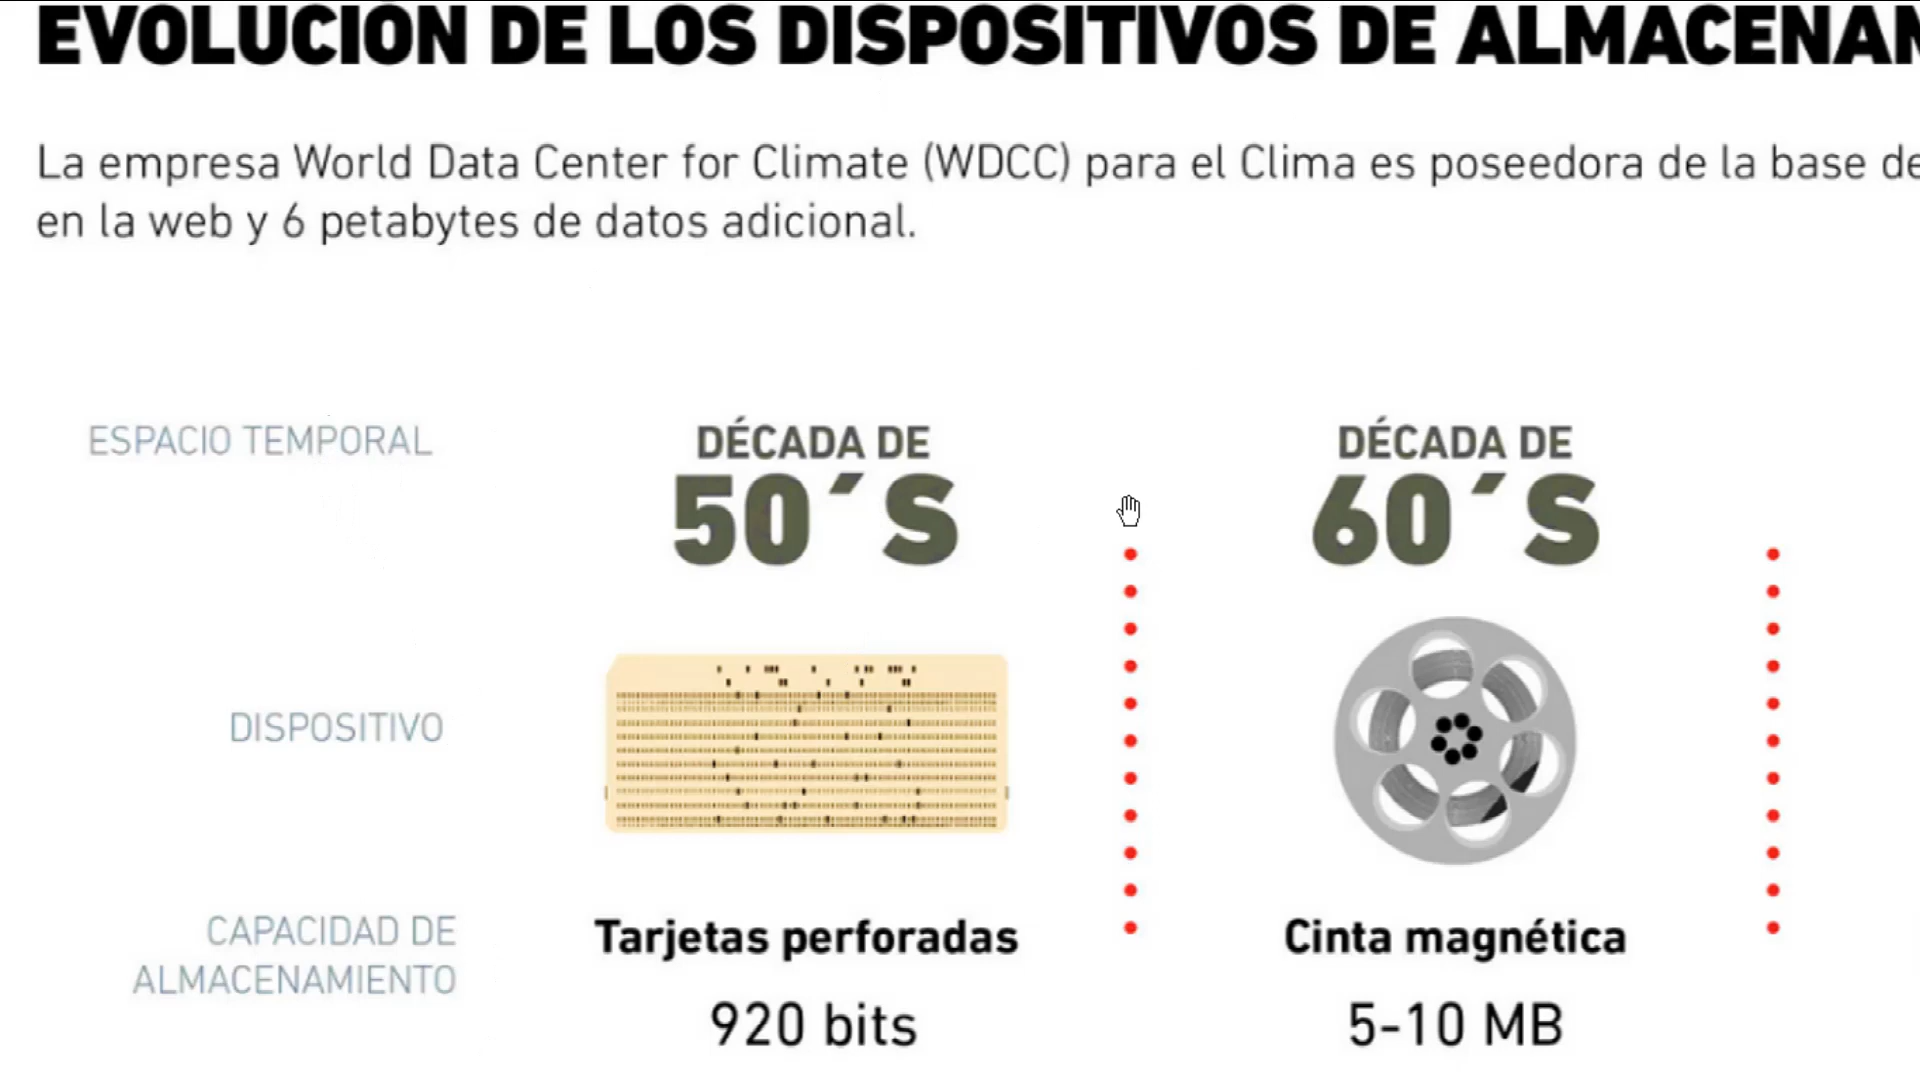 EVOLUCION DE LOS DISPOSITIVOS DE
La empresa World Data Center for Climate (WDCC) para el Clima es poseedora de la base de
en la web y 6 petabytes de datos adicional.
ESPACIO TEMPORAL
DÉCADA DE
50´S
DÉCADA DE
60´S
DISPOSITIVO
CAPACIDAD DE
ALMACENAMIENTO
Tarjetas perforadas
920 bits
Cinta magnética
5-10 MB